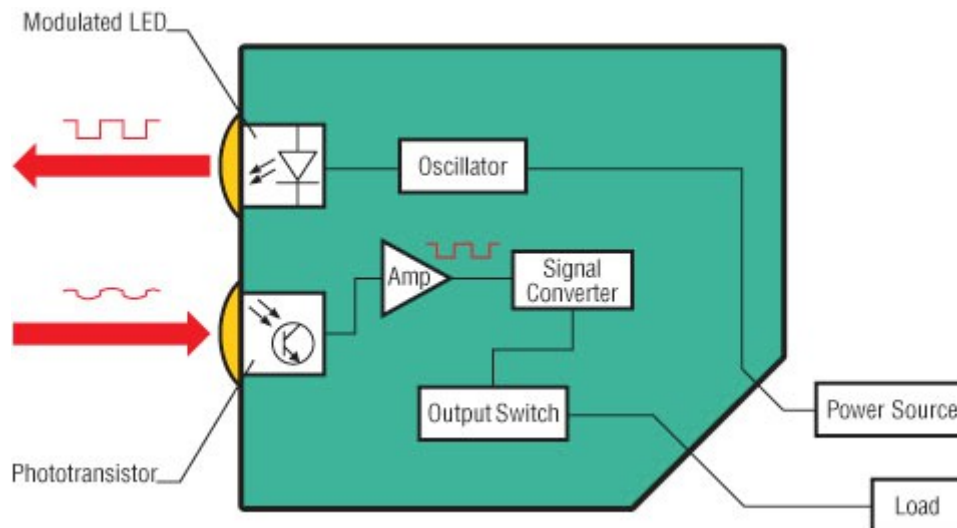 Modulated LED
Oscillator
Amp
Signal
Converter
Output Switch
Power Source
Phototransistor
Load